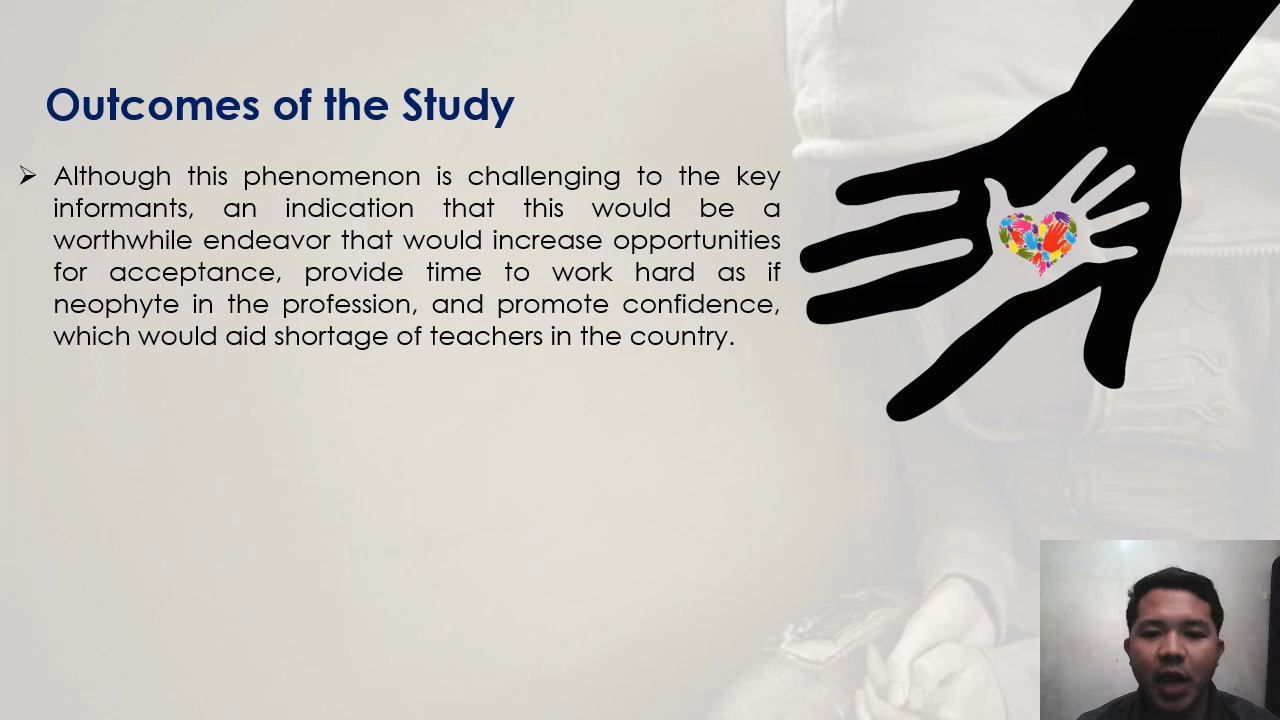 Outcomes of the Study
➢ Although this phenomenon is challenging to the key
informants, an indication that this would be a
worthwhile endeavor that would increase opportunities
for acceptance, provide time to work hard as if
neophyte in the profession, and promote confidence,
which would aid shortage of teachers in the country.